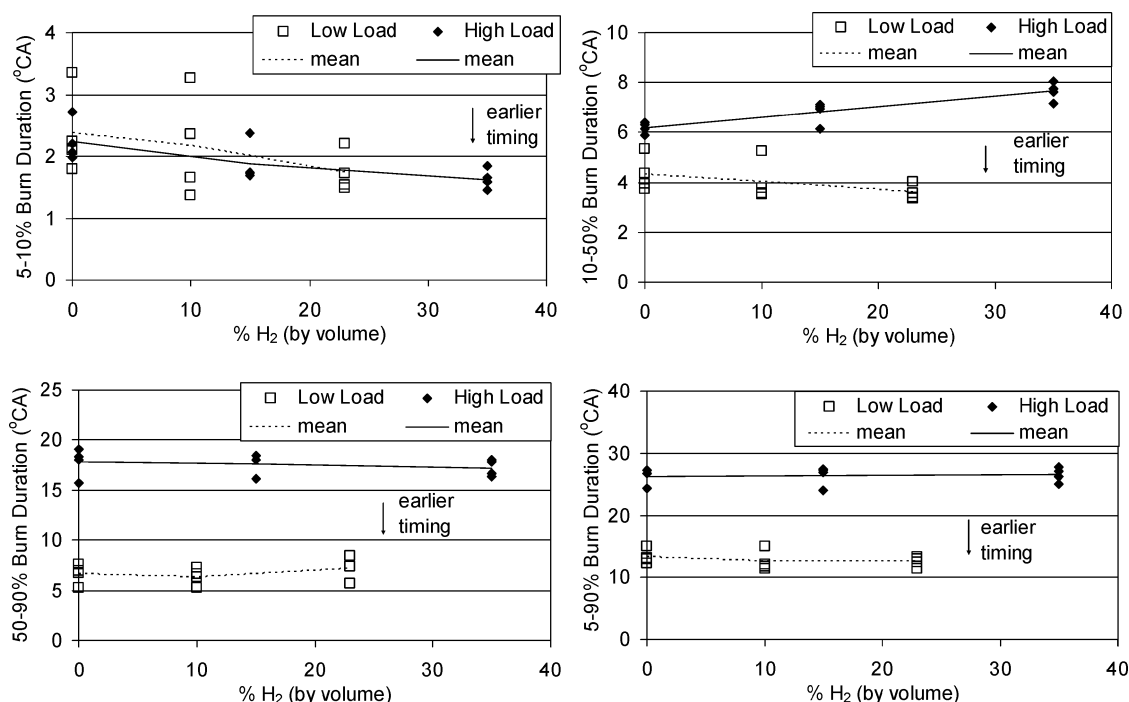 5-10% Burn Duration (°CA)
4
3
2
1
0
Low Load High Load
mean mean
earlier
timing
0 10 20 30 40
% H₂ (by volume)
10-50% Burn Duration (°CA)
10
8
6
4
2
0
Low Load High Load
mean mean
earlier
timing
0 10 20 30 40
% H₂ (by volume)
50-90% Burn Duration (°CA)
25
20
15
10
5
0
Low Load High Load
mean mean
earlier
timing
0 10 20 30 40
% H₂ (by volume)
5-90% Burn Duration (°CA)
40
30
20
10
0
Low Load High Load
mean mean
earlier
timing
0 10 20 30 40
% H₂ (by volume)